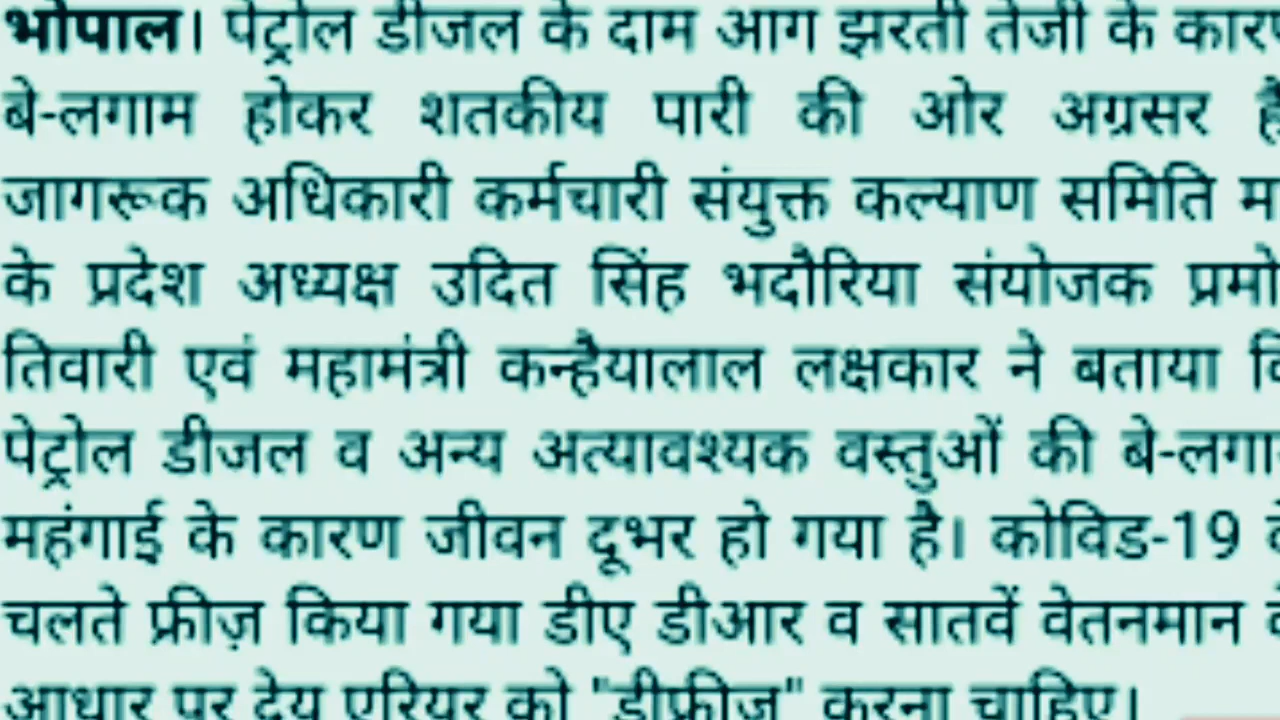 भोपाल। पेट्रोल डीजल के दाम आग झरती तेजी के
बे-लगाम होकर शतकीय पारी की ओर अग्रसर
जागरूक अधिकारी कर्मचारी संयुक्त कल्याण समिति
के प्रदेश अध्यक्ष उदित सिंह भदौरिया संयोजक
तिवारी एवं महामंत्री कन्हैयालाल लक्षकार ने बताया
पेट्रोल डीजल व अन्य अत्यावश्यक वस्तुओं की
महंगाई के कारण जीवन दूभर हो गया है। कोविड-19
चलते फ्रीज़ किया गया डीए डीआर व सातवें वेतनमान
आधार पर देय एरियर को "डीफ्रीज" करना चाहिए।